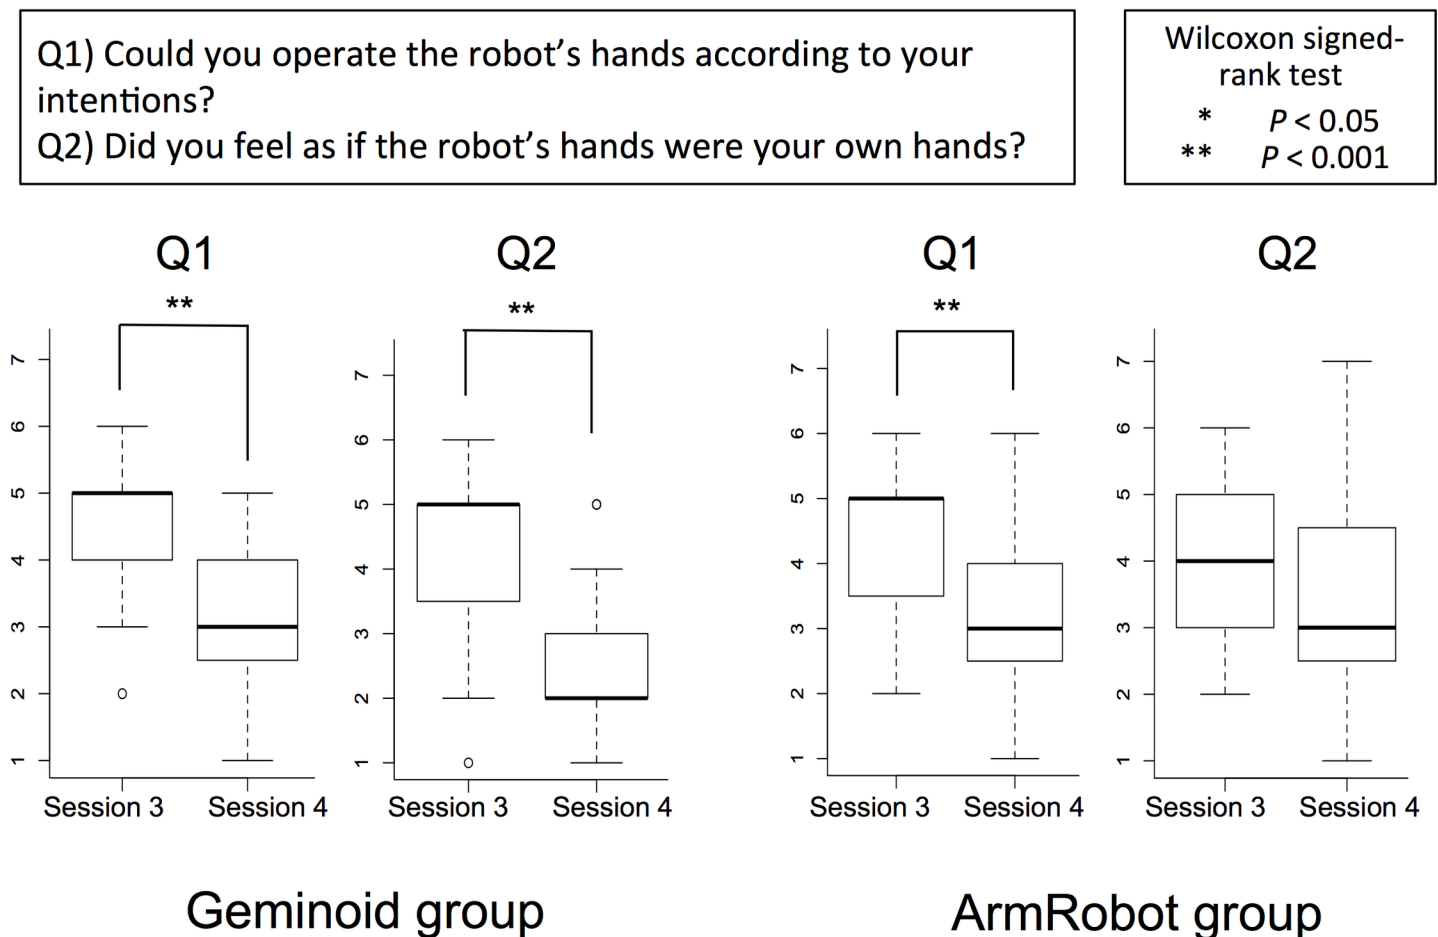 Q1) Could you operate the robot's hands according to your
intentions?
Q2) Did you feel as if the robot's hands were your own hands?
Wilcoxon signed-
rank test
* P < 0.05
** P < 0.001
Q1
**
7
6
5
4
3
2
1
Session 3 Session 4
Q2
**
7
6
5
4
3
2
1
Session 3 Session 4
Geminoid group
Q1
**
7
6
5
4
3
2
1
Session 3 Session 4
Q2
7
6
5
4
3
2
1
Session 3 Session 4
ArmRobot group